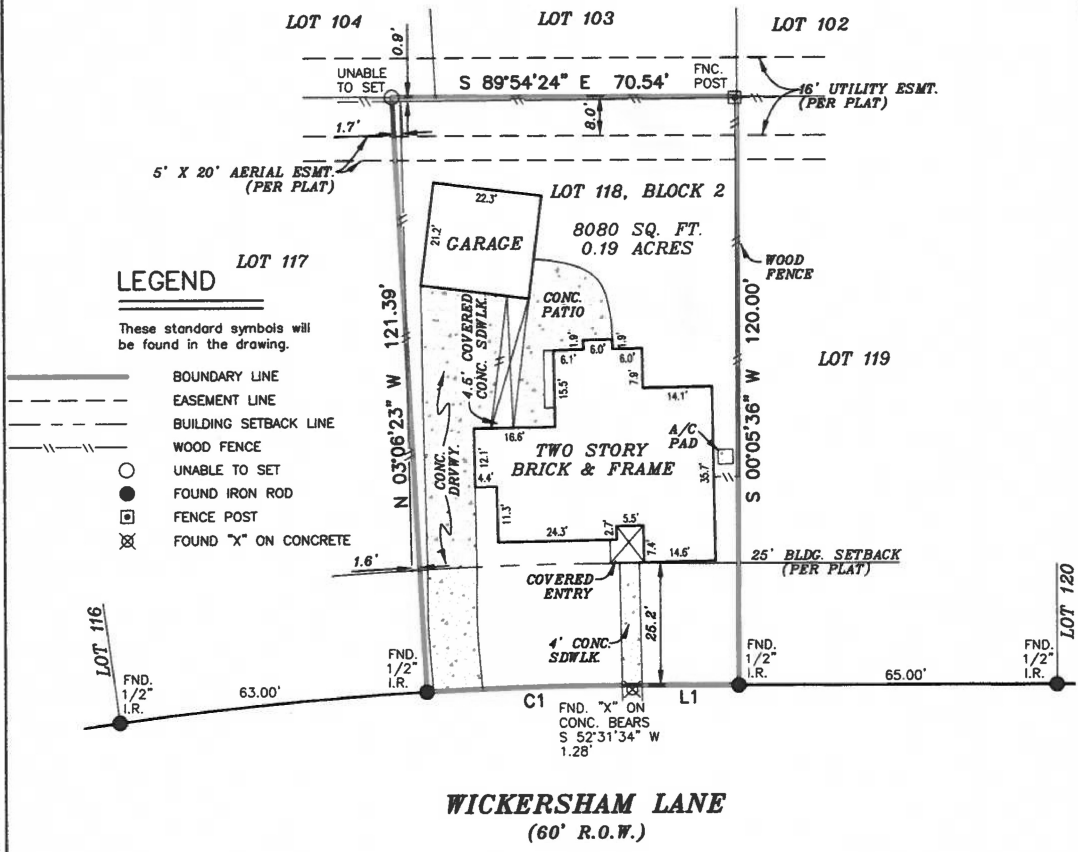 LOT 104
LOT 103
LOT 102
0.9'
UNABLE
TO SET
S 89°54'24" E 70.54'
FNC.
POST
16' UTILITY ESMT.
(PER PLAT)
8.0'
1.7'
5' X 20' AERIAL ESMT.
(PER PLAT)
LOT 118, BLOCK 2
8080 SQ. FT.
0.19 ACRES
22.3'
21.2'
GARAGE
LOT 117
WOOD
FENCE
LEGEND
These standard symbols will
be found in the drawing.
BOUNDARY LINE
EASEMENT LINE
BUILDING SETBACK LINE
WOOD FENCE
UNABLE TO SET
FOUND IRON ROD
FENCE POST
FOUND "X" ON CONCRETE
N 03°06'23" W 121.39'
4.5' COVERED
CONC. SDWLK.
CONC.
PATIO
S 00°05'36" W 120.00'
LOT 119
1.9'
6.0'
1.9'
6.1'
6.0'
15.5'
7.9'
14.1'
A/C
PAD
16.6'
TWO STORY
BRICK & FRAME
12.1'
4.4'
CONC.
DRVWY.
35.7'
11.3'
24.3'
2.7'
5.5'
7.4'
14.6'
25' BLDG. SETBACK
(PER PLAT)
1.6'
COVERED
ENTRY
25.2'
4' CONC.
SDWLK
LOT 116
LOT 120
FND.
1/2"
I.R.
63.00'
FND.
1/2"
I.R.
C1
L1
FND.
1/2"
I.R.
65.00'
FND.
1/2"
I.R.
FND. "X" ON
CONC. BEARS
S 52°31'34" W
1.28'
WICKERSHAM LANE
(60' R.O.W.)